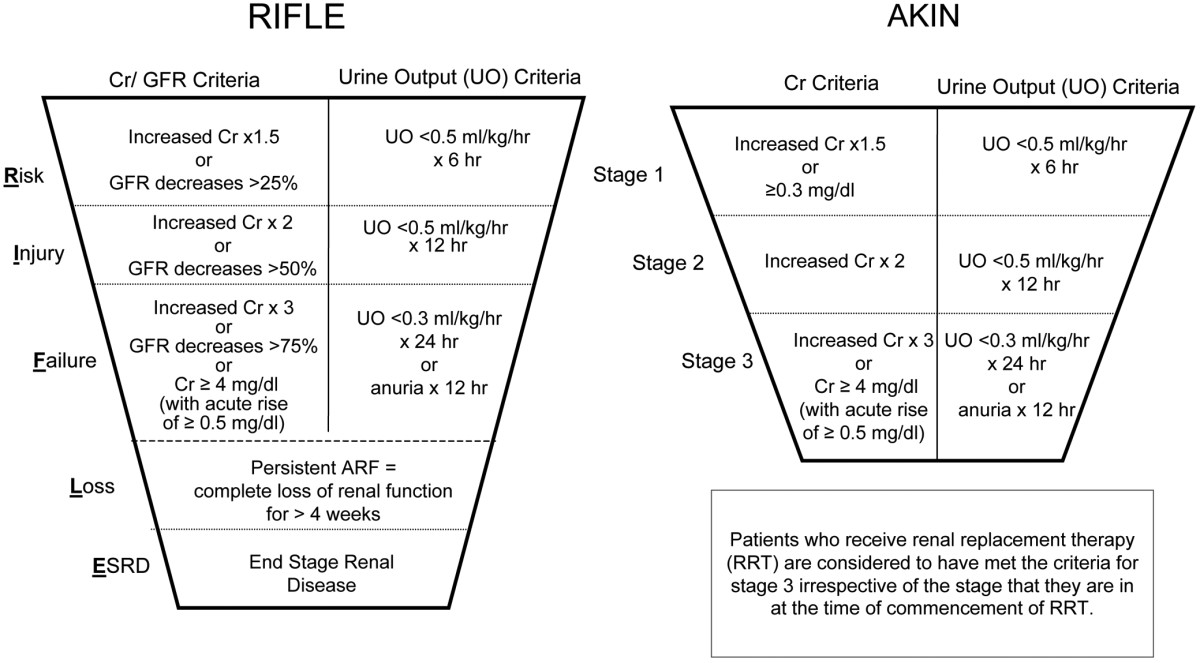 RIFLE
Cr/ GFR Criteria
Urine Output (UO) Criteria
Risk
Increased Cr x1.5
or
GFR decreases >25%
UO <0.5 ml/kg/hr
x 6 hr
Injury
Increased Cr x 2
or
GFR decreases >50%
UO <0.5 ml/kg/hr
x 12 hr
Failure
Increased Cr x 3
or
GFR decreases >75%
or
Cr ≥ 4 mg/dl
(with acute rise
of ≥ 0.5 mg/dl)
UO <0.3 ml/kg/hr
x 24 hr
or
anuria x 12 hr
Loss
Persistent ARF =
complete loss of renal function
for > 4 weeks
ESRD
End Stage Renal
Disease
AKIN
Cr Criteria
Urine Output (UO) Criteria
Stage 1
Increased Cr x1.5
or
≥0.3 mg/dl
UO <0.5 ml/kg/hr
x 6 hr
Stage 2
Increased Cr x 2
UO <0.5 ml/kg/hr
x 12 hr
Stage 3
Increased Cr x 3
or
Cr ≥ 4 mg/dl
(with acute rise
of ≥ 0.5 mg/dl)
UO <0.3 ml/kg/hr
x 24 hr
or
anuria x 12 hr
Patients who receive renal replacement therapy
(RRT) are considered to have met the criteria for
stage 3 irrespective of the stage that they are in
at the time of commencement of RRT.